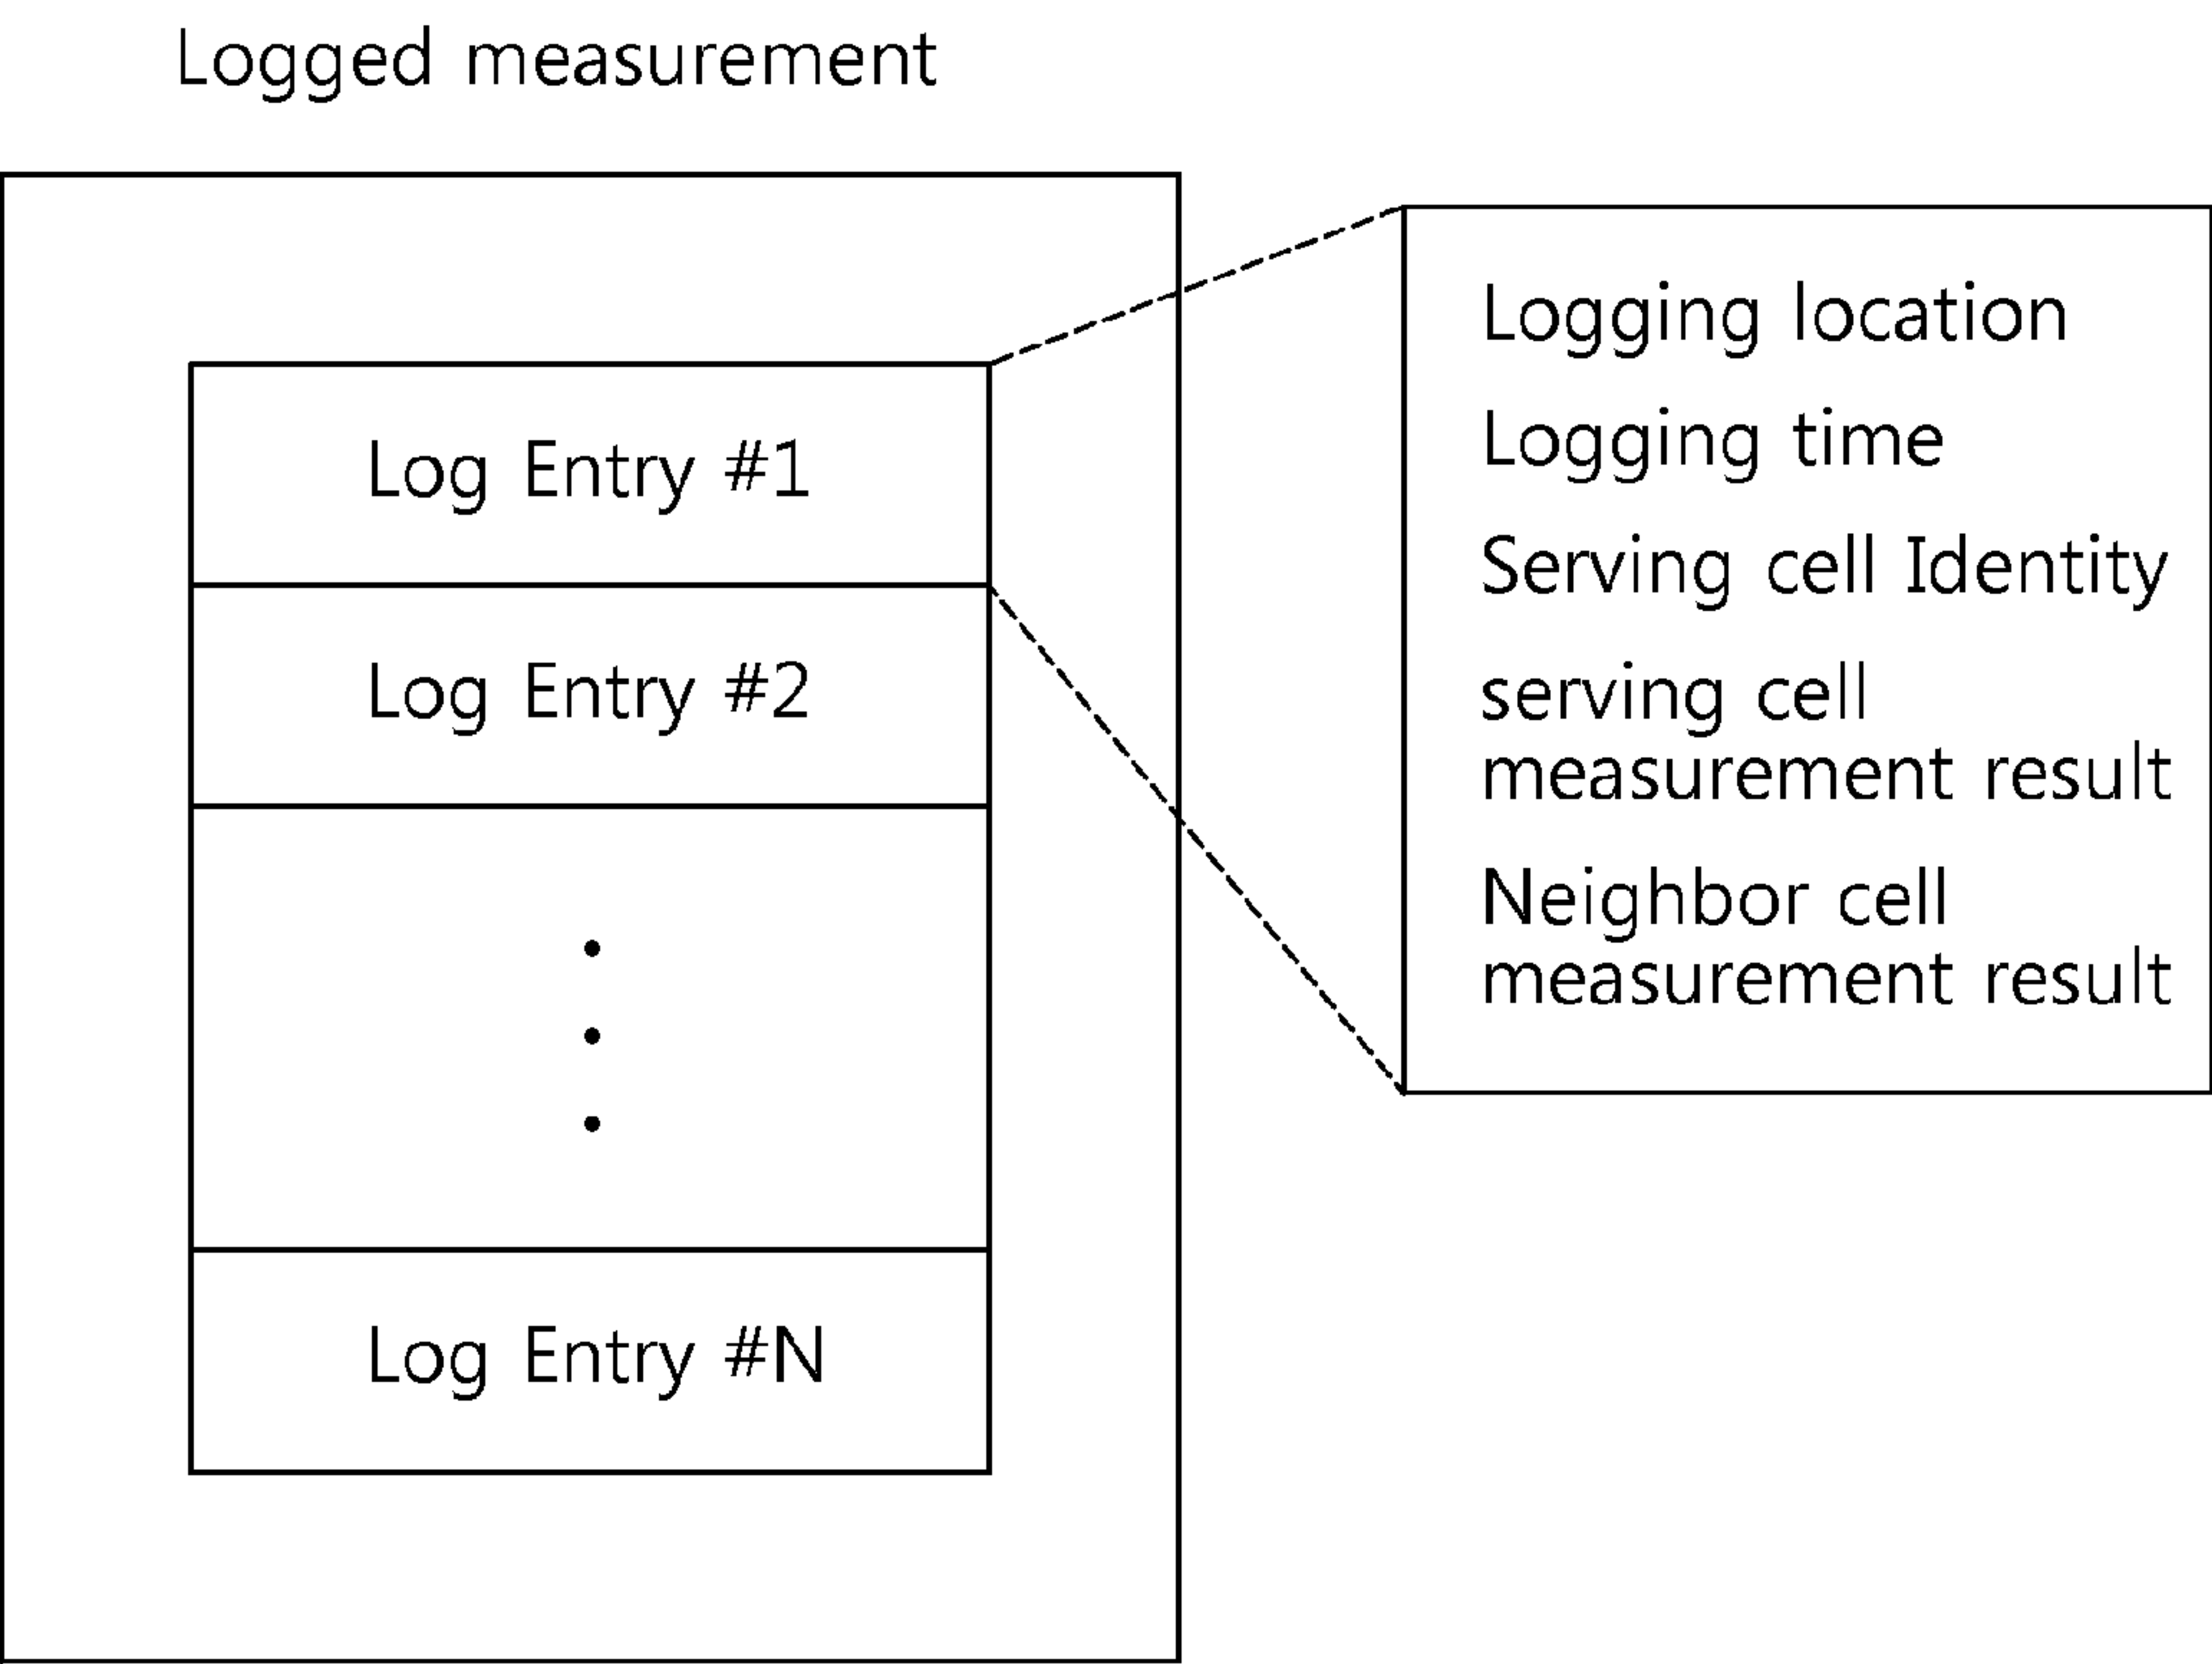 Logged measurement
Log Entry #1
Log Entry #2
Log Entry #N
Logging location
Logging time
Serving cell Identity
serving cell
measurement result
Neighbor cell
measurement result